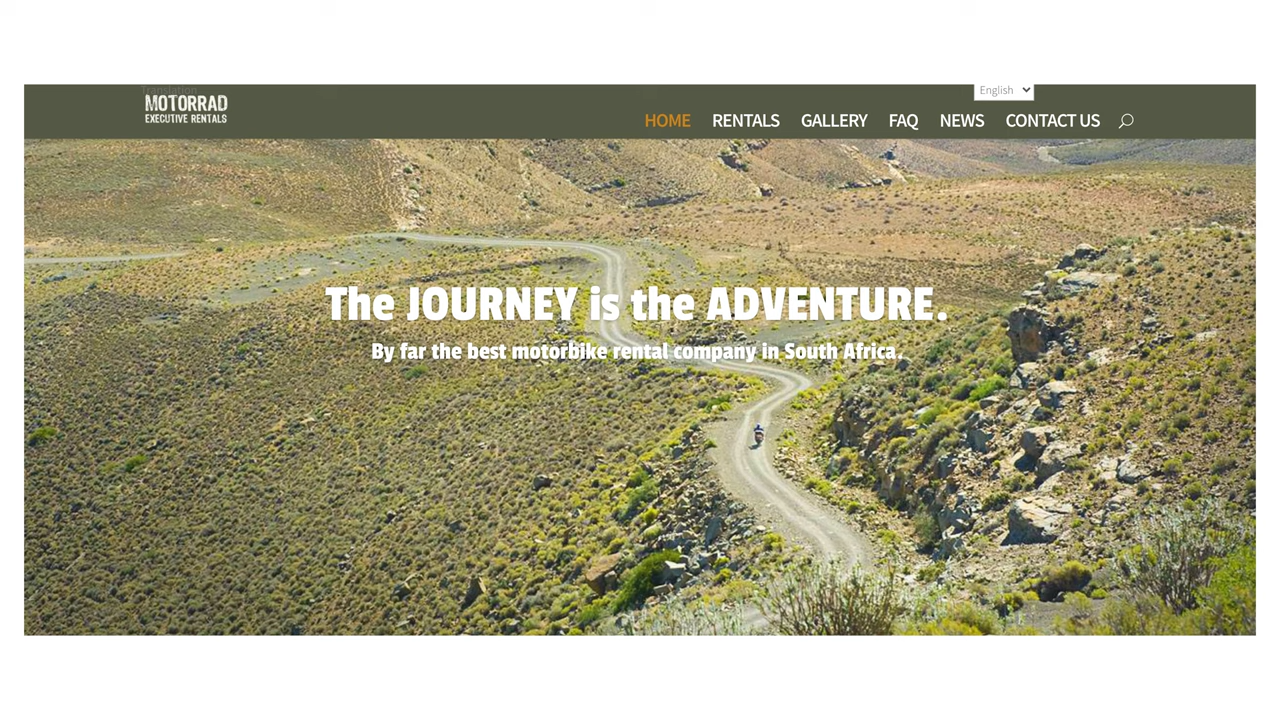 Translation
English
MOTORRAD
EXECUTIVE RENTALS
HOME RENTALS GALLERY FAQ NEWS CONTACT US
The JOURNEY is the ADVENTURE.
By far the best motorbike rental company in South Africa.